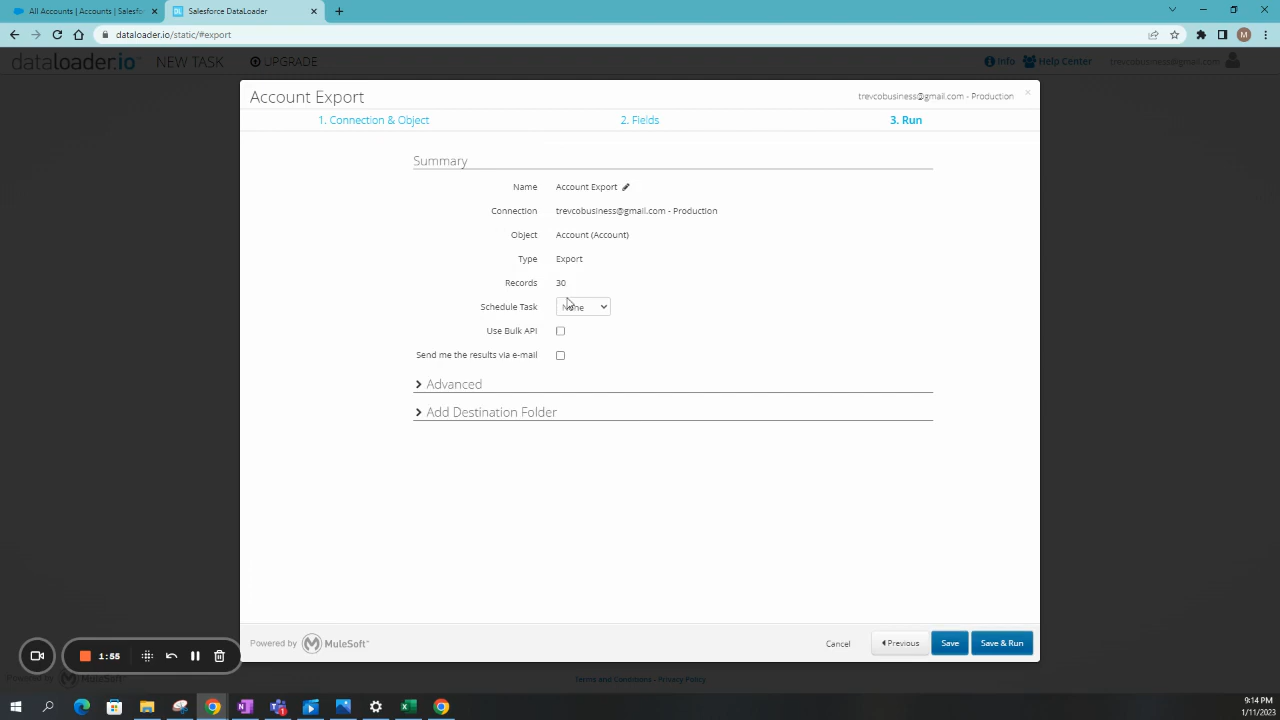 All Accounts | Accounts | Salesfo
Salesforce DataLoader
dataloader.io/static/#export
M
dataloader.io
NEW TASK
UPGRADE
Info
Help Center
trevcobusiness@gmail.com
Account Export
trevcobusiness@gmail.com - Production
1. Connection & Object
2. Fields
3. Run
Summary
Name Account Export
Connection trevcobusiness@gmail.com - Production
Object Account (Account)
Type Export
Records 30
Schedule Task None
Use Bulk API
Send me the results via e-mail
Advanced
Add Destination Folder
Powered by MuleSoft
Cancel
Previous
Save
Save & Run
1:55
Powered by
Terms and Conditions - Privacy Policy
9:14 PM
1/11/2023